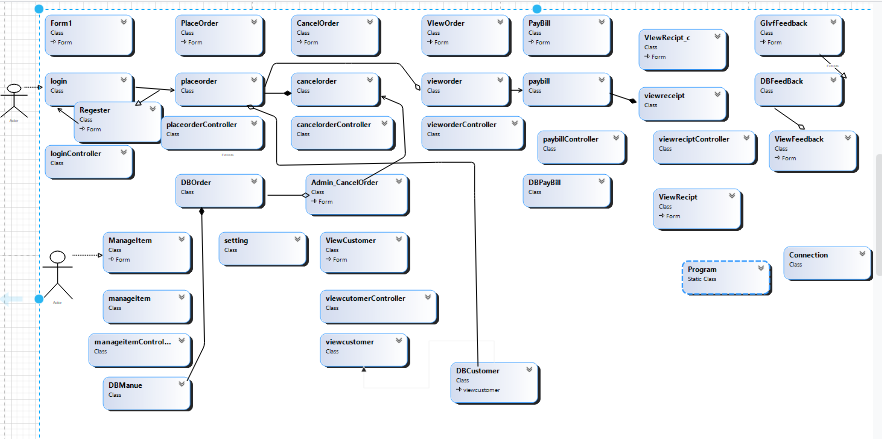 Form1
Class
Form
PlaceOrder
Class
Form
CancelOrder
Class
Form
ViewOrder
Class
Form
PayBill
Class
Form
ViewRecipt_c
Class
Form
GIvrfFeedback
Class
Form
login
Class
placeorder
Class
cancelorder
Class
vieworder
Class
paybill
Class
viewreceipt
Class
DBFeedBack
Class
Regester
Class
Form
placeorderController
Class
cancelorderController
Class
vieworderController
Class
paybillController
Class
viewreciptController
Class
ViewFeedback
Class
Form
loginController
Class
DBOrder
Class
Admin_CancelOrder
Class
Form
DBPayBill
Class
ViewRecipt
Class
Form
ManageItem
Class
Form
setting
Class
ViewCustomer
Class
Form
Program
Static Class
Connection
Class
manageitem
Class
viewcutomerController
Class
manageitemControl...
Class
viewcustomer
Class
DBManue
Class
DBCustomer
Class
viewcustomer